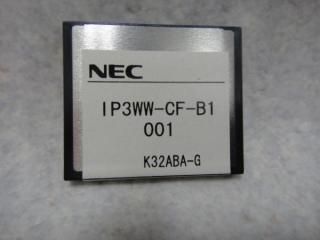 NEC
IP3WW-CF-B1
001
K32ABA-G